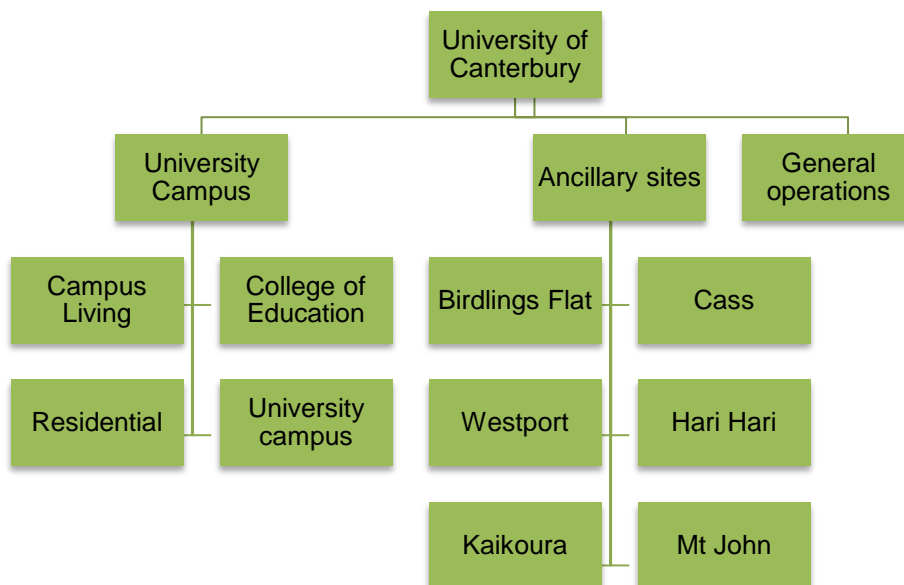 University of
Canterbury
University
Campus
Ancillary sites
General
operations
Campus
Living
College of
Education
Birdlings Flat
Cass
Residential
University
campus
Westport
Hari Hari
Kaikoura
Mt John